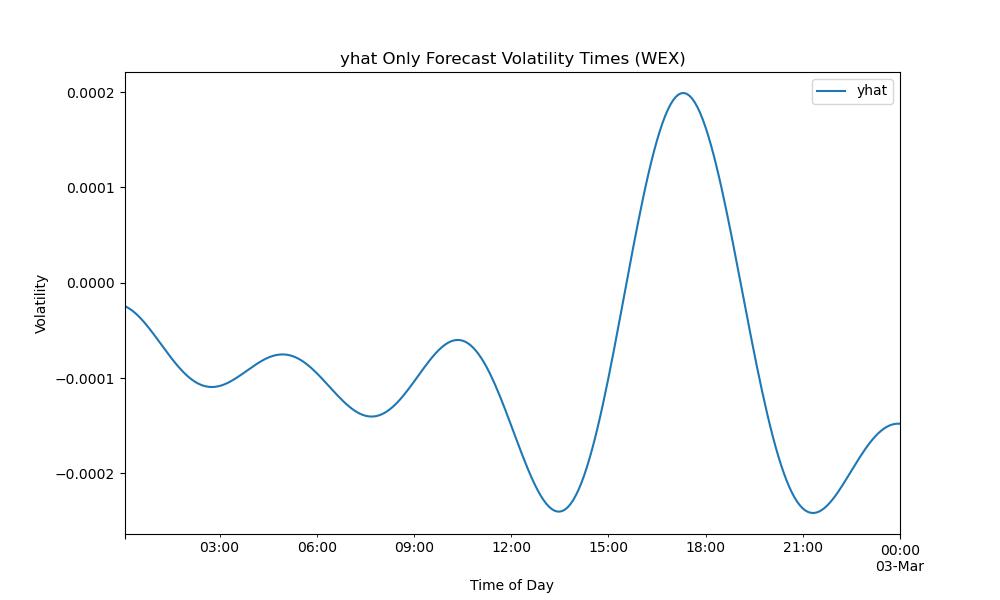 yhat Only Forecast Volatility Times (WEX)
yhat
0.0002
0.0001
0.0000
−0.0001
−0.0002
Volatility
03:00
06:00
09:00
12:00
15:00
18:00
21:00
00:00
03-Mar
Time of Day